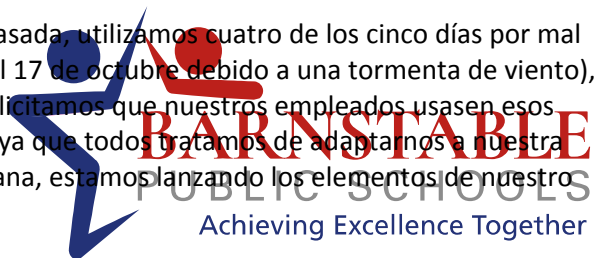 asada, utilizamos cuatro de los cinco días por mal
l 17 de octubre debido a una tormenta de viento),
licitamos que nuestros empleados usasen esos
ya que todos tratamos de adaptarnos a nuestra
ana, estamos lanzando los elementos de nuestro
BARNSTABLE
PUBLIC SCHOOLS
Achieving Excellence Together